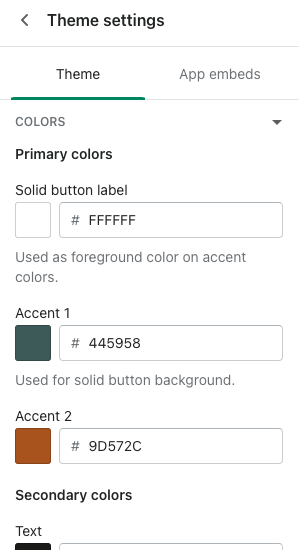 Theme settings
Theme
App embeds
COLORS
Primary colors
Solid button label
# FFFFFF
Used as foreground color on accent
colors.
Accent 1
# 445958
Used for solid button background.
Accent 2
# 9D572C
Secondary colors
Text